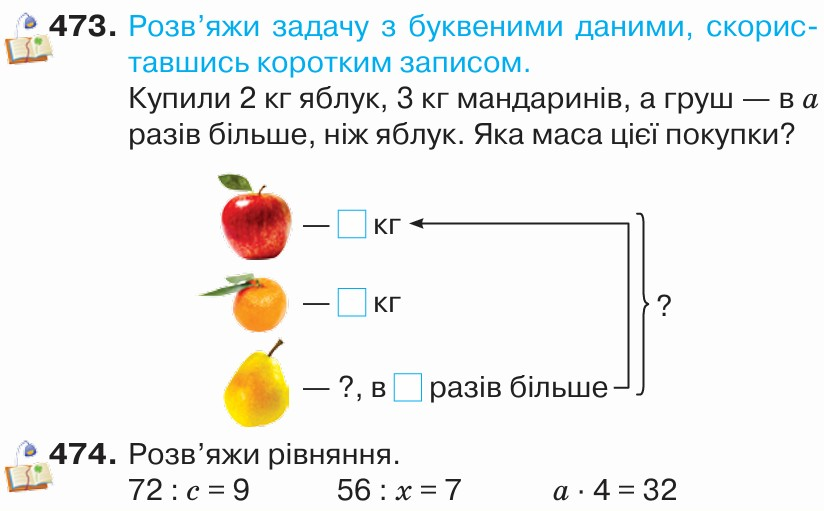 473. Розв’яжи задачу з буквеними даними, скорис-
тавшись коротким записом.
Купили 2 кг яблук, 3 кг мандаринів, а груш — в a
разів більше, ніж яблук. Яка маса цієї покупки?
— □ кг
— □ кг
?
— ?, в □ разів більше
474. Розв’яжи рівняння.
72 : c = 9 56 : x = 7 a · 4 = 32